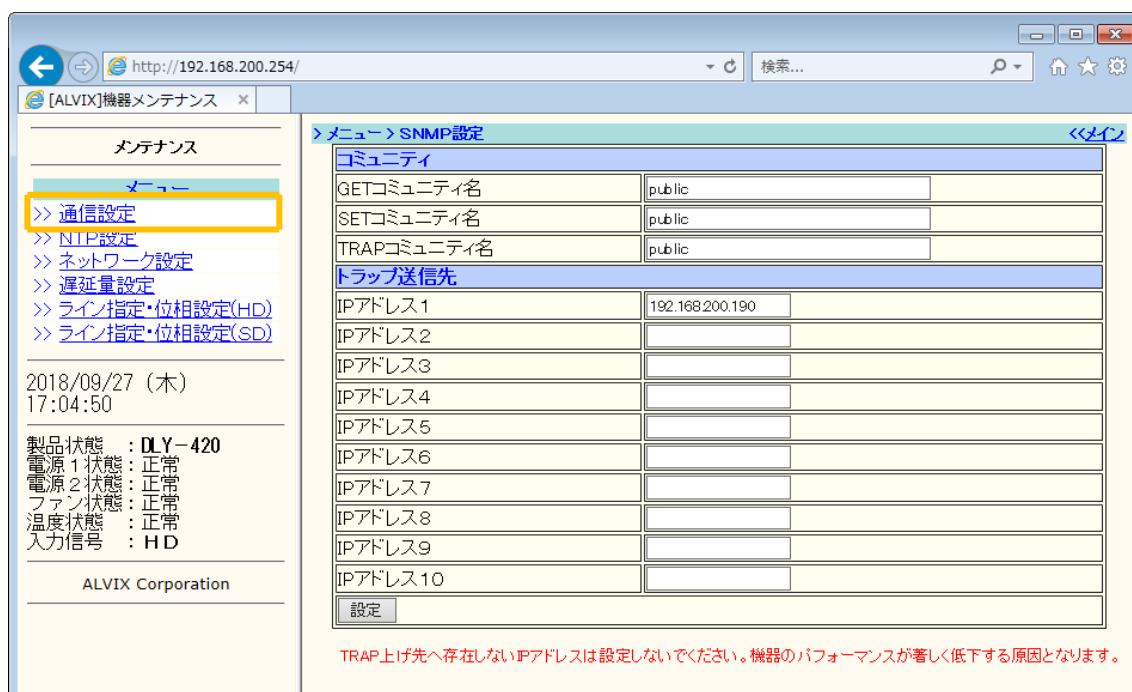 http://192.168.200.254/
検索...
[ALVIX]機器メンテナンス
メンテナンス
メニュー
>> 通信設定
>> NTP設定
>> ネットワーク設定
>> 遅延量設定
>> ライン指定・位相設定(HD)
>> ライン指定・位相設定(SD)
2018/09/27 (木)
17:04:50
製品状態 :DLY-420
電源1状態:正常
電源2状態:正常
ファン状態:正常
温度状態 :正常
入力信号 :HD
ALVIX Corporation
> メニュー > SNMP設定 <<メイン
コミュニティ
GETコミュニティ名 public
SETコミュニティ名 public
TRAPコミュニティ名 public
トラップ送信先
IPアドレス1 192.168.200.190
IPアドレス2
IPアドレス3
IPアドレス4
IPアドレス5
IPアドレス6
IPアドレス7
IPアドレス8
IPアドレス9
IPアドレス10
設定
TRAP上げ先へ存在しないIPアドレスは設定しないでください。機器のパフォーマンスが著しく低下する原因となります。